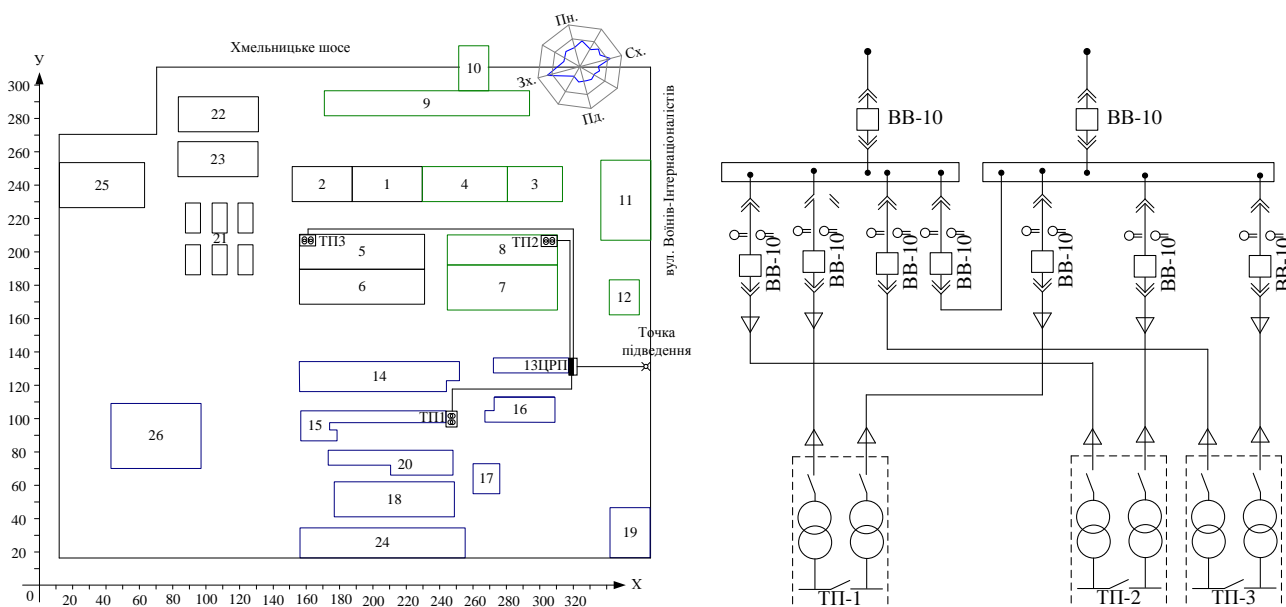 Хмельницьке шосе
У
Пн.
Сх.
Зх.
Пд.
300
280
260
240
220
200
180
160
140
120
100
80
60
40
20
0
20 40 60 80 100 120 140 160 180 200 220 240 260 280 300 320
Х
10
9
22
23
25
2
1
4
3
11
21
ТП3
5
ТП2
8
6
7
12
вул. Воїнів-Інтернаціоналістів
Точка
підведення
13ЦРП
14
15
ТП1
16
26
20
17
18
19
24
ВВ-10
ВВ-10
ВВ-10
ВВ-10
ВВ-10
ВВ-10
ВВ-10
ВВ-10
ВВ-10
ТП-1
ТП-2
ТП-3